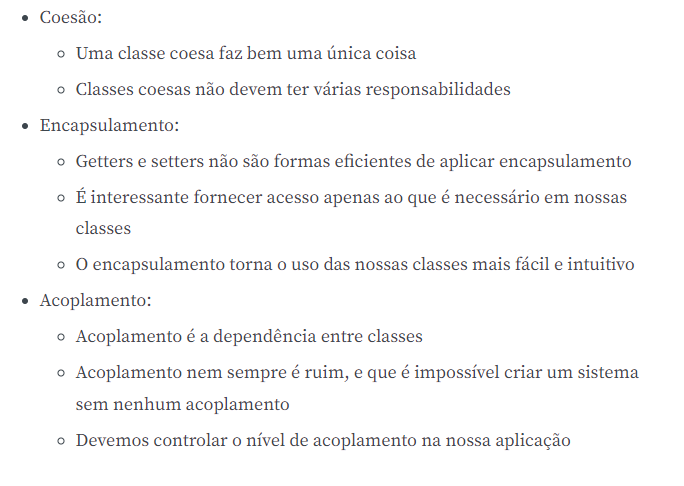 Coesão:
Uma classe coesa faz bem uma única coisa
Classes coesas não devem ter várias responsabilidades
Encapsulamento:
Getters e setters não são formas eficientes de aplicar encapsulamento
É interessante fornecer acesso apenas ao que é necessário em nossas
classes
O encapsulamento torna o uso das nossas classes mais fácil e intuitivo
Acoplamento:
Acoplamento é a dependência entre classes
Acoplamento nem sempre é ruim, e que é impossível criar um sistema
sem nenhum acoplamento
Devemos controlar o nível de acoplamento na nossa aplicação